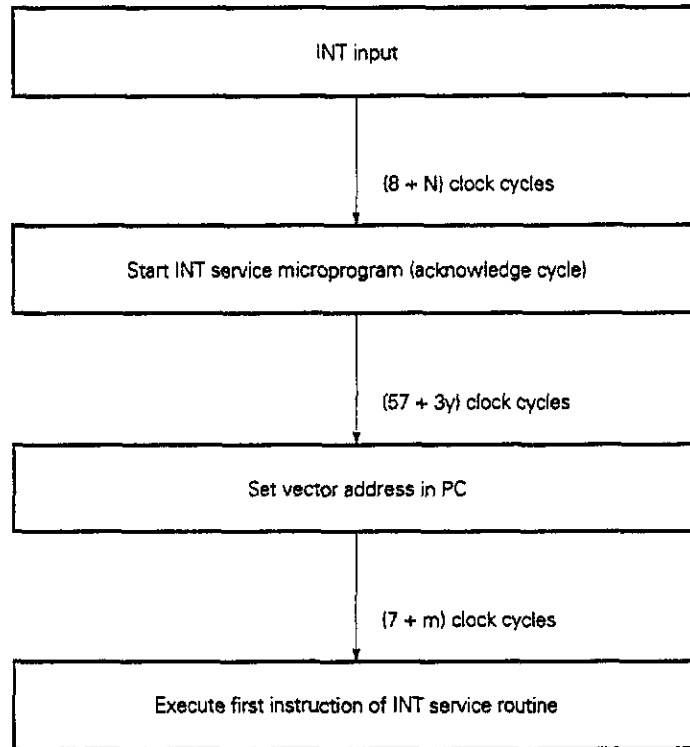 INT input
(8 + N) clock cycles
Start INT service microprogram (acknowledge cycle)
(57 + 3y) clock cycles
Set vector address in PC
(7 + m) clock cycles
Execute first instruction of INT service routine